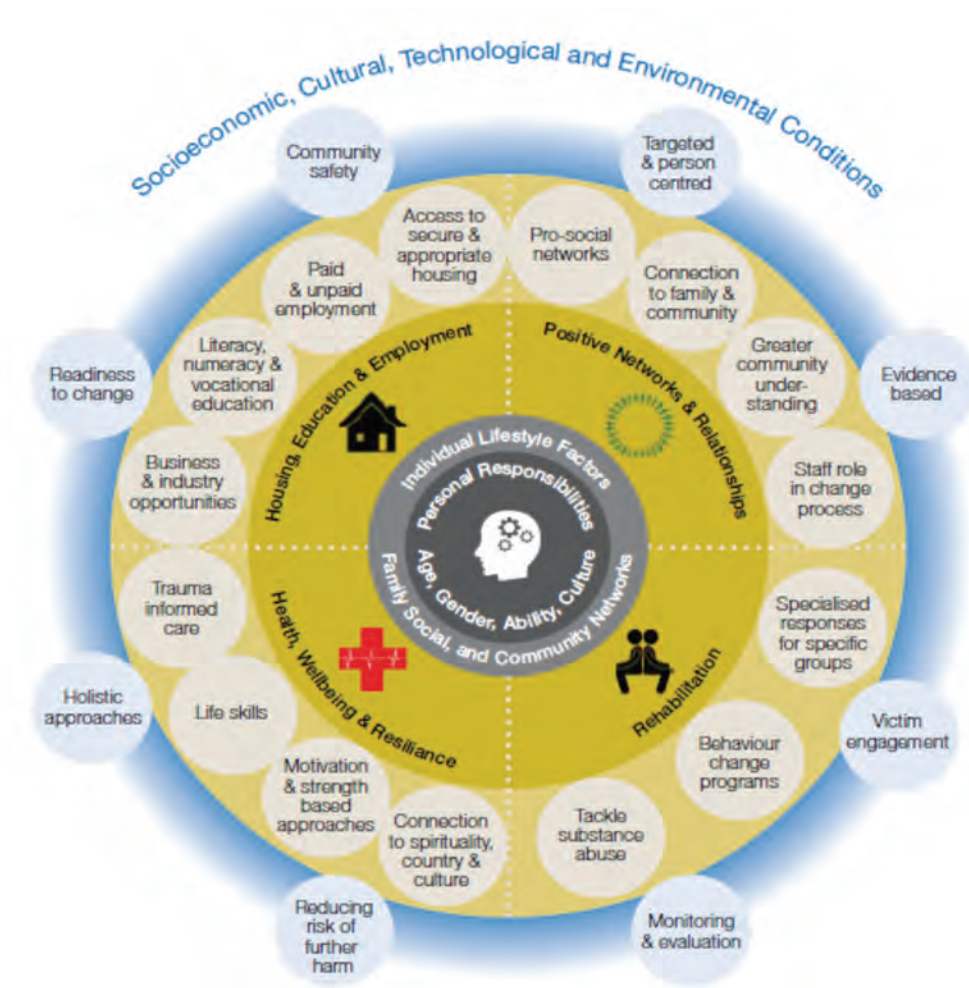 Socioeconomic, Cultural, Technological and Environmental Conditions
Community
safety
Targeted
& person
centred
Access to
secure &
appropriate
housing
Pro-social
networks
Paid
& unpaid
employment
Connection
to family &
community
Literacy,
numeracy &
vocational
education
Greater
community
under-
standing
Readiness
to change
Evidence
based
Business
& industry
opportunities
Staff role
in change
process
Housing, Education & Employment
Positive Networks & Relationships
Individual Lifestyle Factors
Personal Responsibilities
Age, Gender, Ability, Culture
Family Social, and Community Networks
Health, Wellbeing & Resiliance
Rehabilitation
Trauma
informed
care
Specialised
responses
for specific
groups
Holistic
approaches
Life skills
Victim
engagement
Motivation
& strength
based
approaches
Behaviour
change
programs
Connection
to spirituality,
country &
culture
Tackle
substance
abuse
Reducing
risk of
further
harm
Monitoring
& evaluation